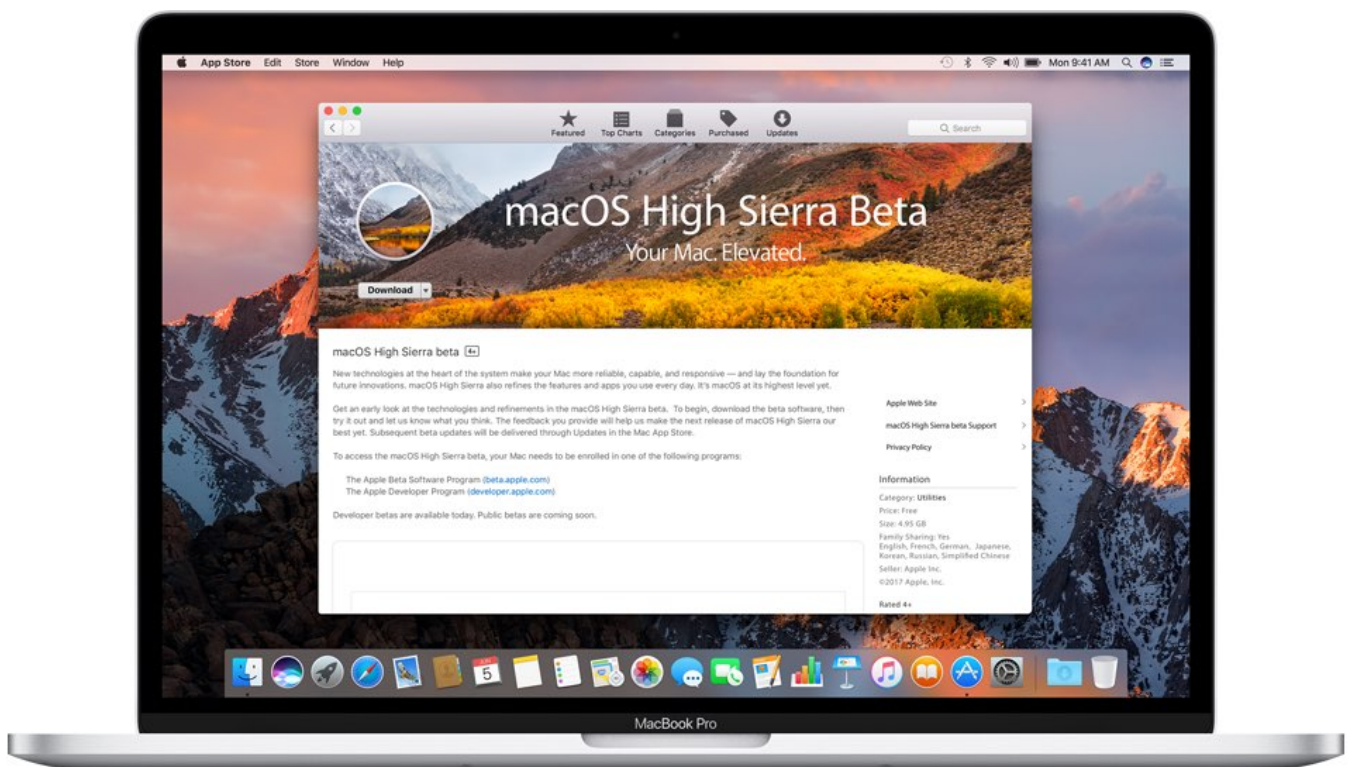 App Store Edit Store Window Help Mon 9:41 AM
Featured Top Charts Categories Purchased Updates Search
macOS High Sierra Beta
Your Mac. Elevated.
Download
macOS High Sierra beta 4+
New technologies at the heart of the system make your Mac more reliable, capable, and responsive — and lay the foundation for
future innovations. macOS High Sierra also refines the features and apps you use every day. It's macOS at its highest level yet.
Get an early look at the technologies and refinements in the macOS High Sierra beta. To begin, download the beta software, then
try it out and let us know what you think. The feedback you provide will help us make the next release of macOS High Sierra our
best yet. Subsequent beta updates will be delivered through Updates in the Mac App Store.
To access the macOS High Sierra beta, your Mac needs to be enrolled in one of the following programs:
The Apple Beta Software Program (beta.apple.com)
The Apple Developer Program (developer.apple.com)
Developer betas are available today. Public betas are coming soon.
Apple Web Site
macOS High Sierra beta Support
Privacy Policy
Information
Category: Utilities
Price: Free
Size: 4.95 GB
Family Sharing: Yes
English, French, German, Japanese,
Korean, Russian, Simplified Chinese
Seller: Apple Inc.
©2017 Apple, Inc.
Rated 4+
JUN
5
MacBook Pro